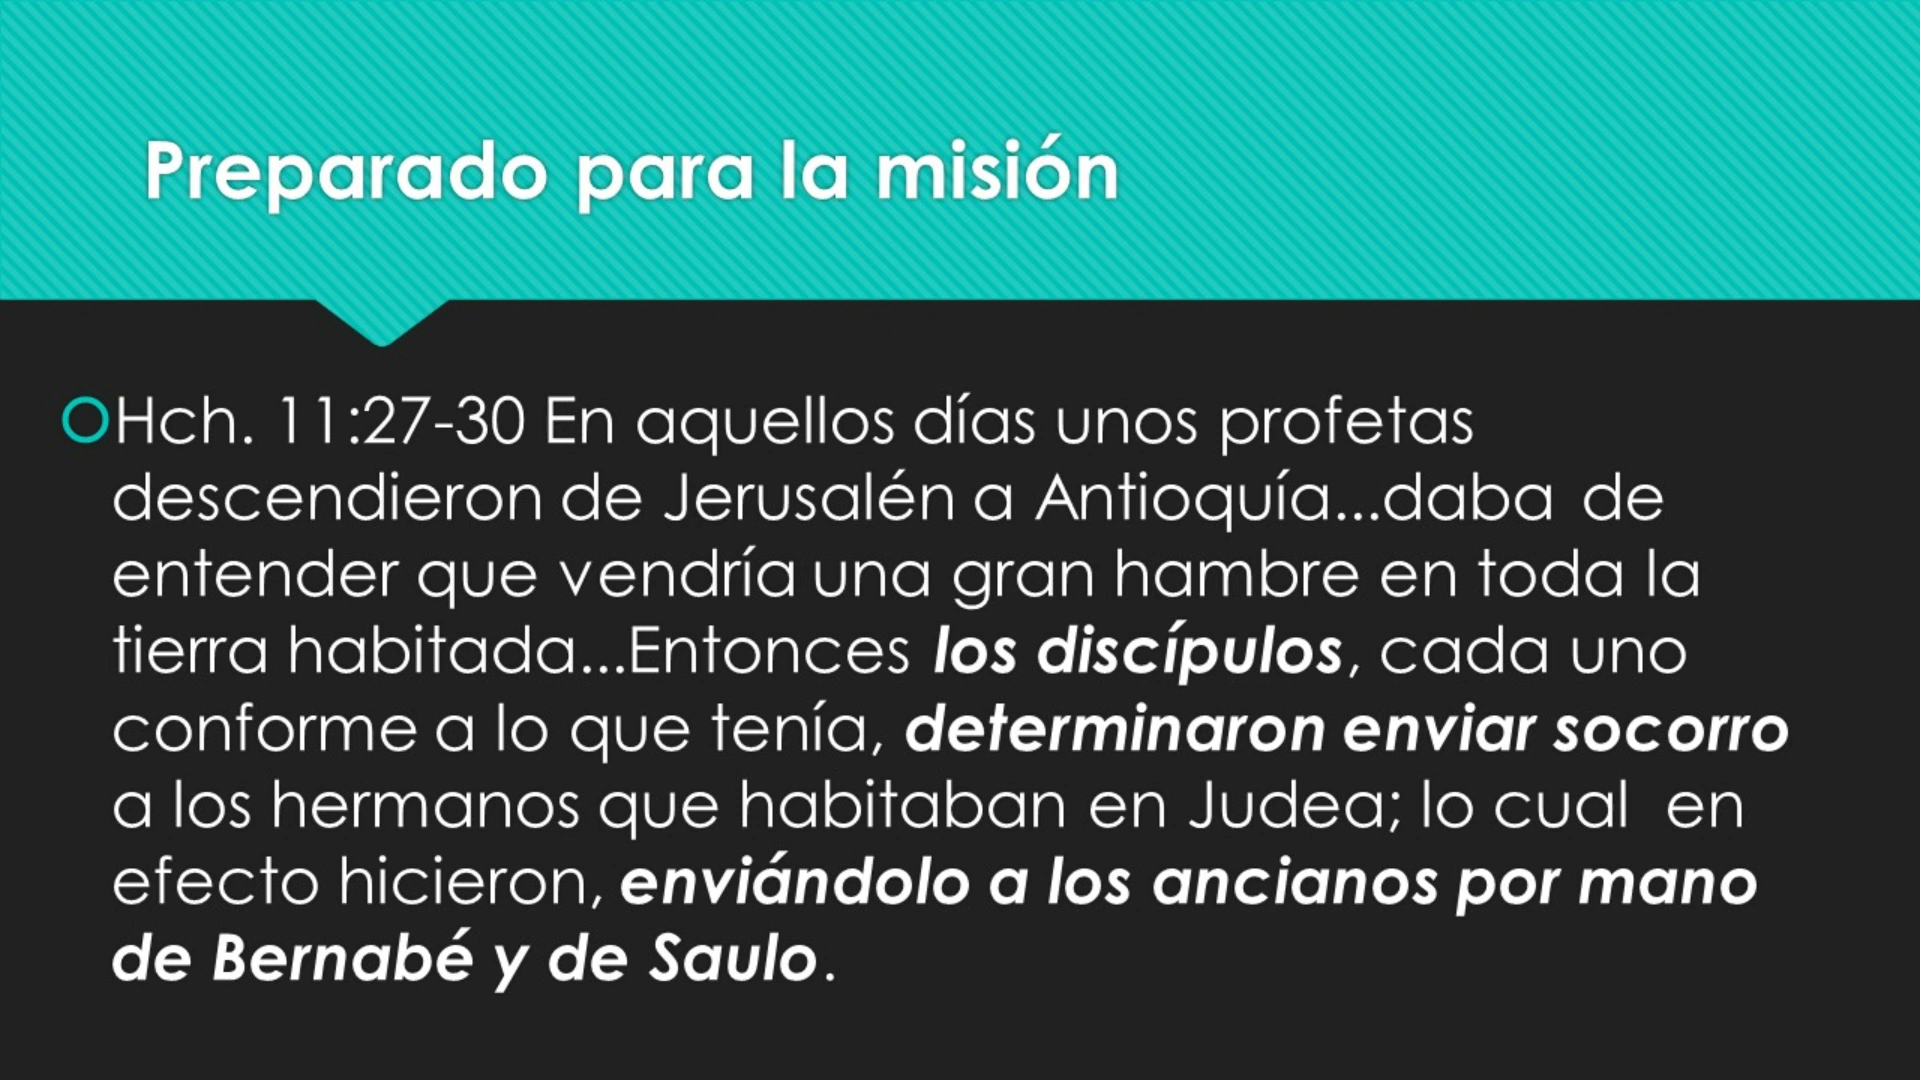 Preparado para la misión
Hch. 11:27-30 En aquellos días unos profetas
descendieron de Jerusalén a Antioquía...daba de
entender que vendría una gran hambre en toda la
tierra habitada...Entonces los discípulos, cada uno
conforme a lo que tenía, determinaron enviar socorro
a los hermanos que habitaban en Judea; lo cual en
efecto hicieron, enviándolo a los ancianos por mano
de Bernabé y de Saulo.